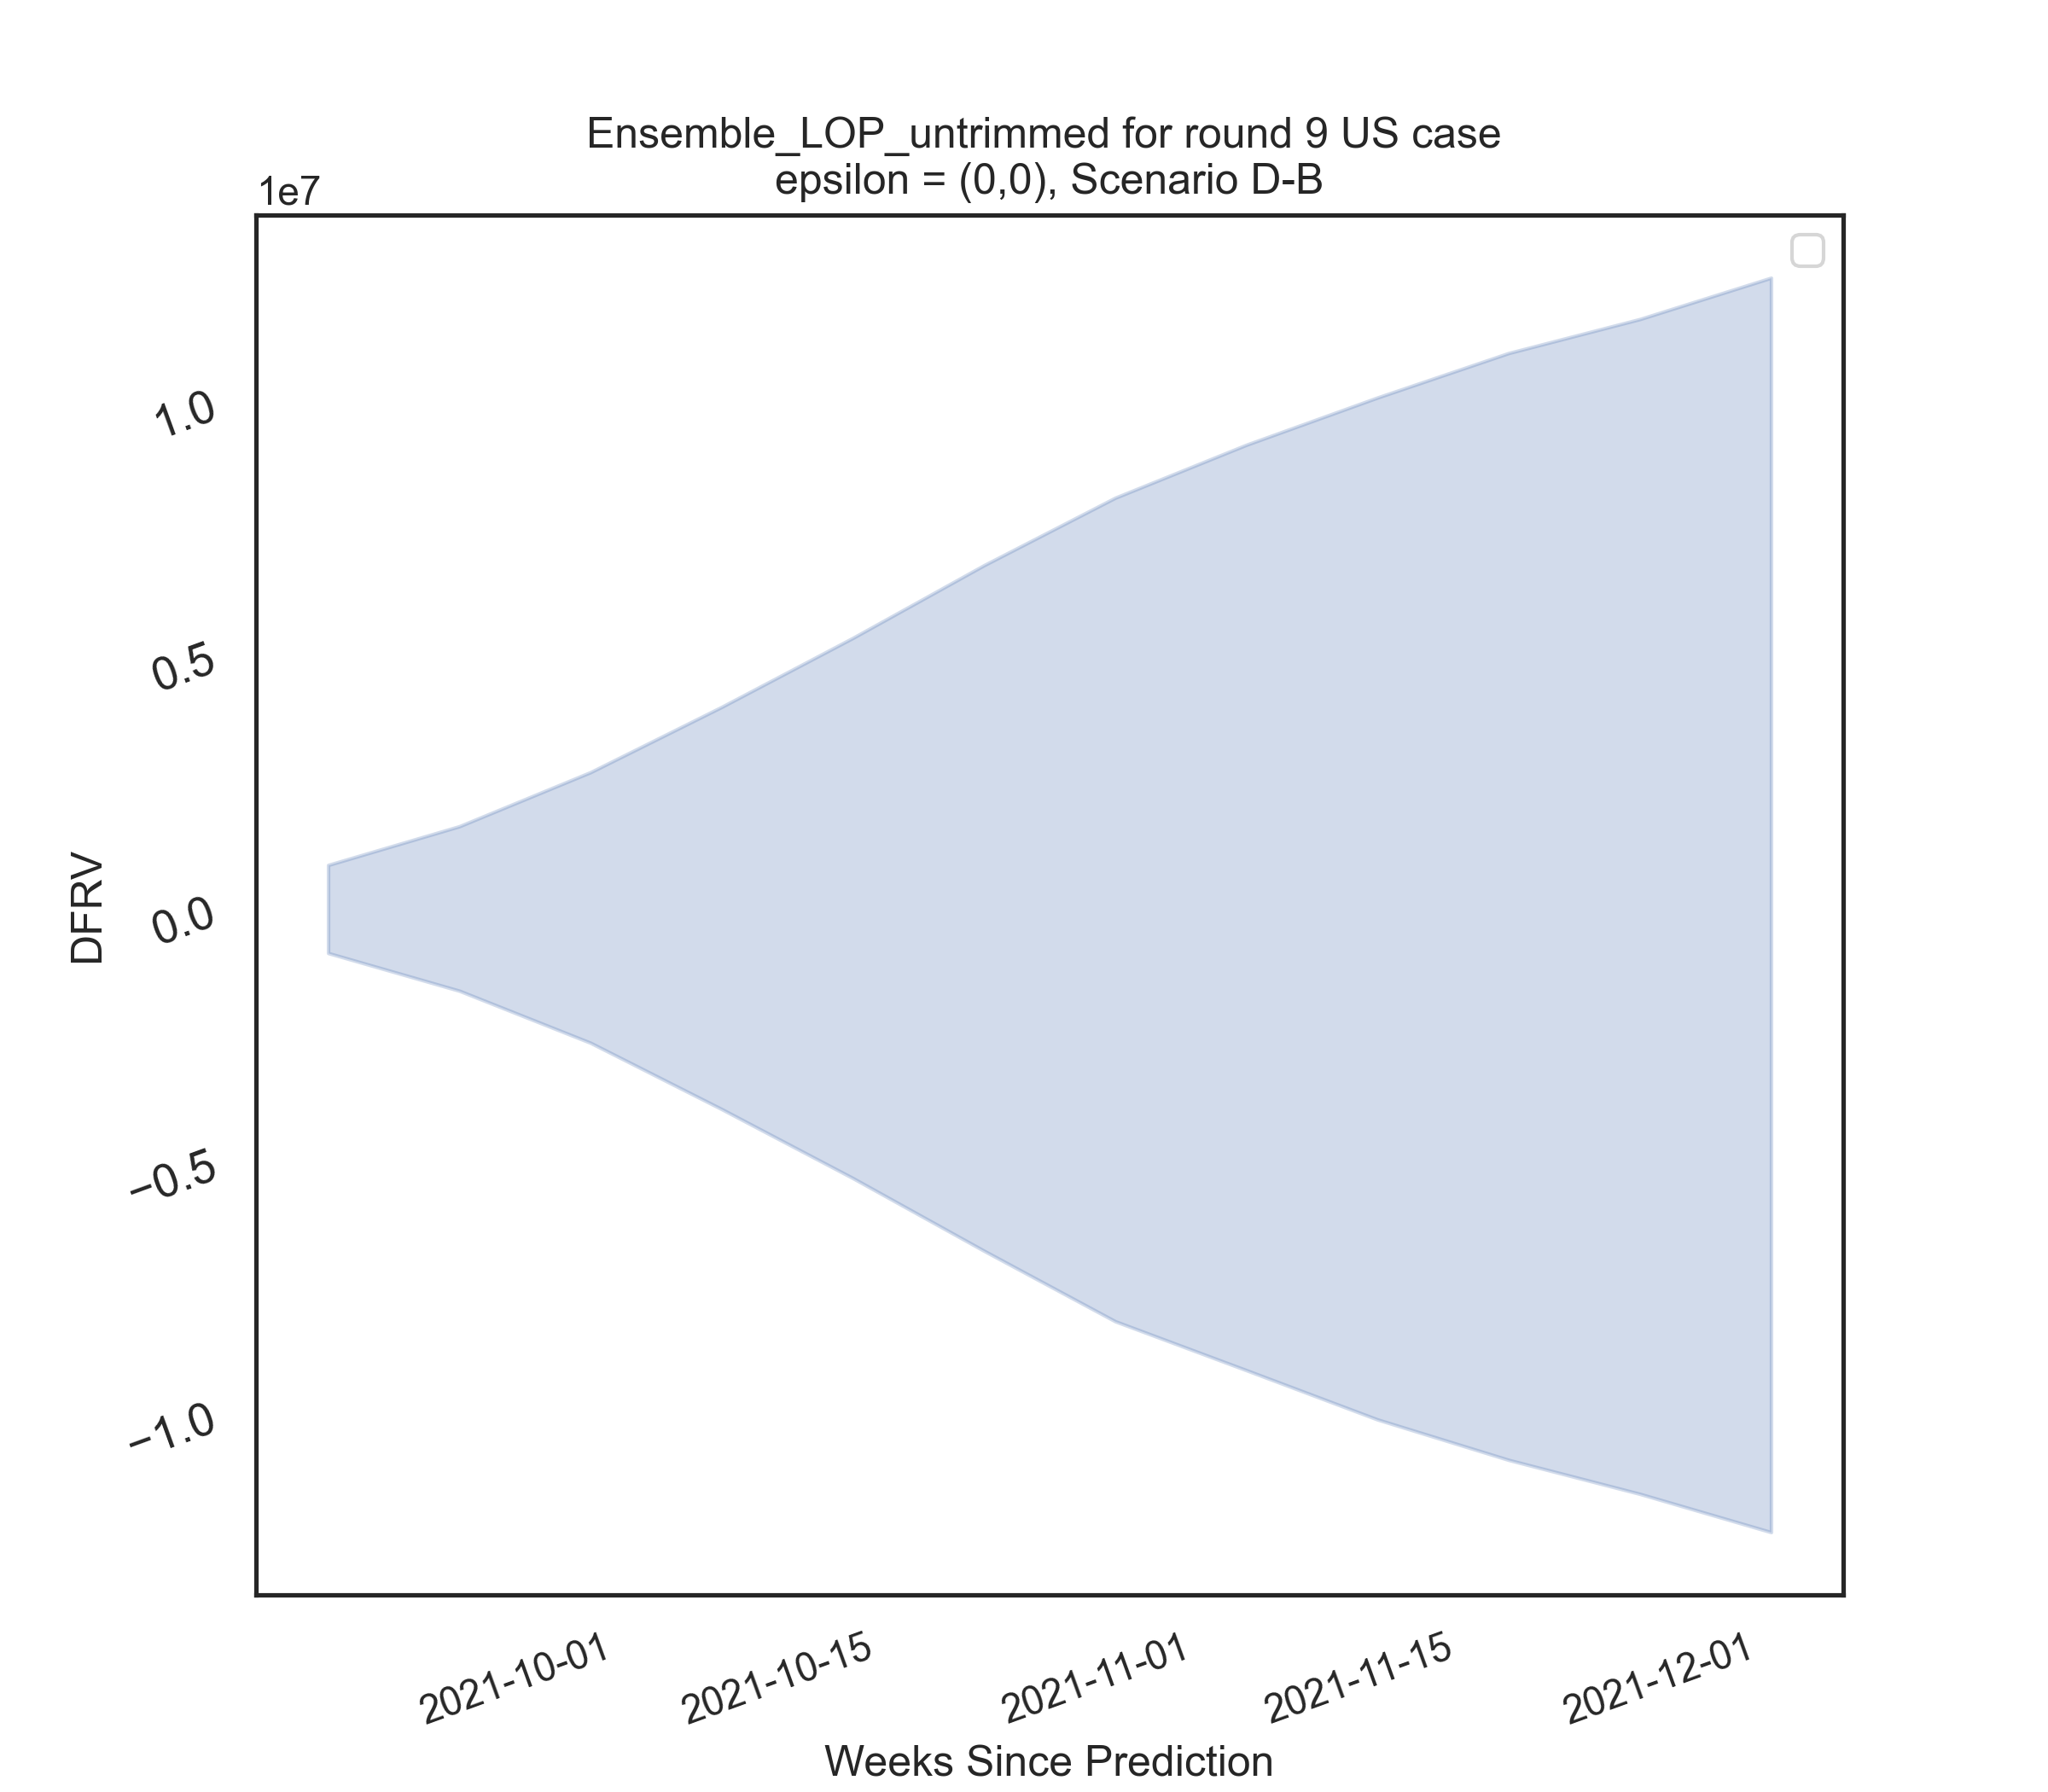 Ensemble_LOP_untrimmed for round 9 US case
epsilon = (0,0), Scenario D-B
1e7
1.0
0.5
0.0
−0.5
−1.0
DFRV
2021-10-01
2021-10-15
2021-11-01
2021-11-15
2021-12-01
Weeks Since Prediction